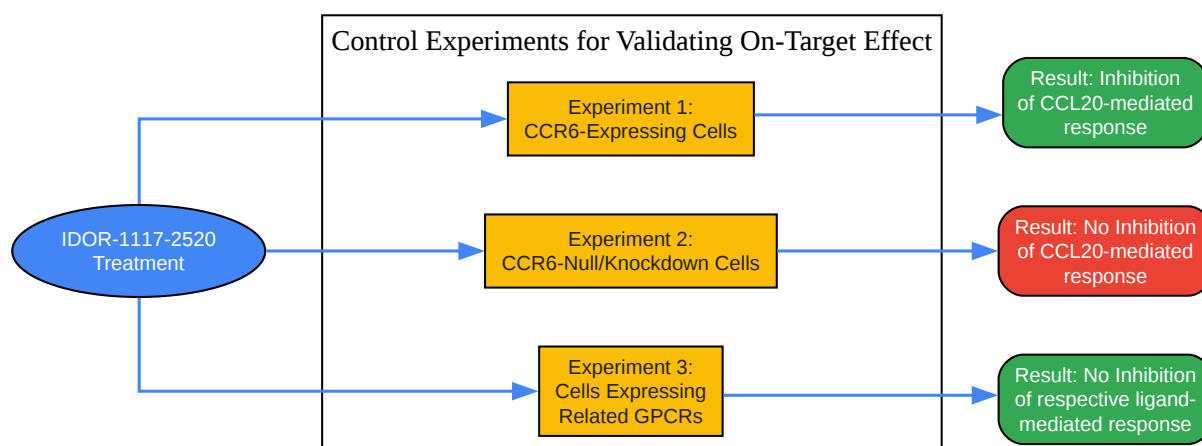 Control Experiments for Validating On-Target Effect
IDOR-1117-2520
Treatment
Experiment 1:
CCR6-Expressing Cells
Result: Inhibition
of CCL20-mediated
response
Experiment 2:
CCR6-Null/Knockdown Cells
Result: No Inhibition
of CCL20-mediated
response
Experiment 3:
Cells Expressing
Related GPCRs
Result: No Inhibition
of respective ligand-
mediated response